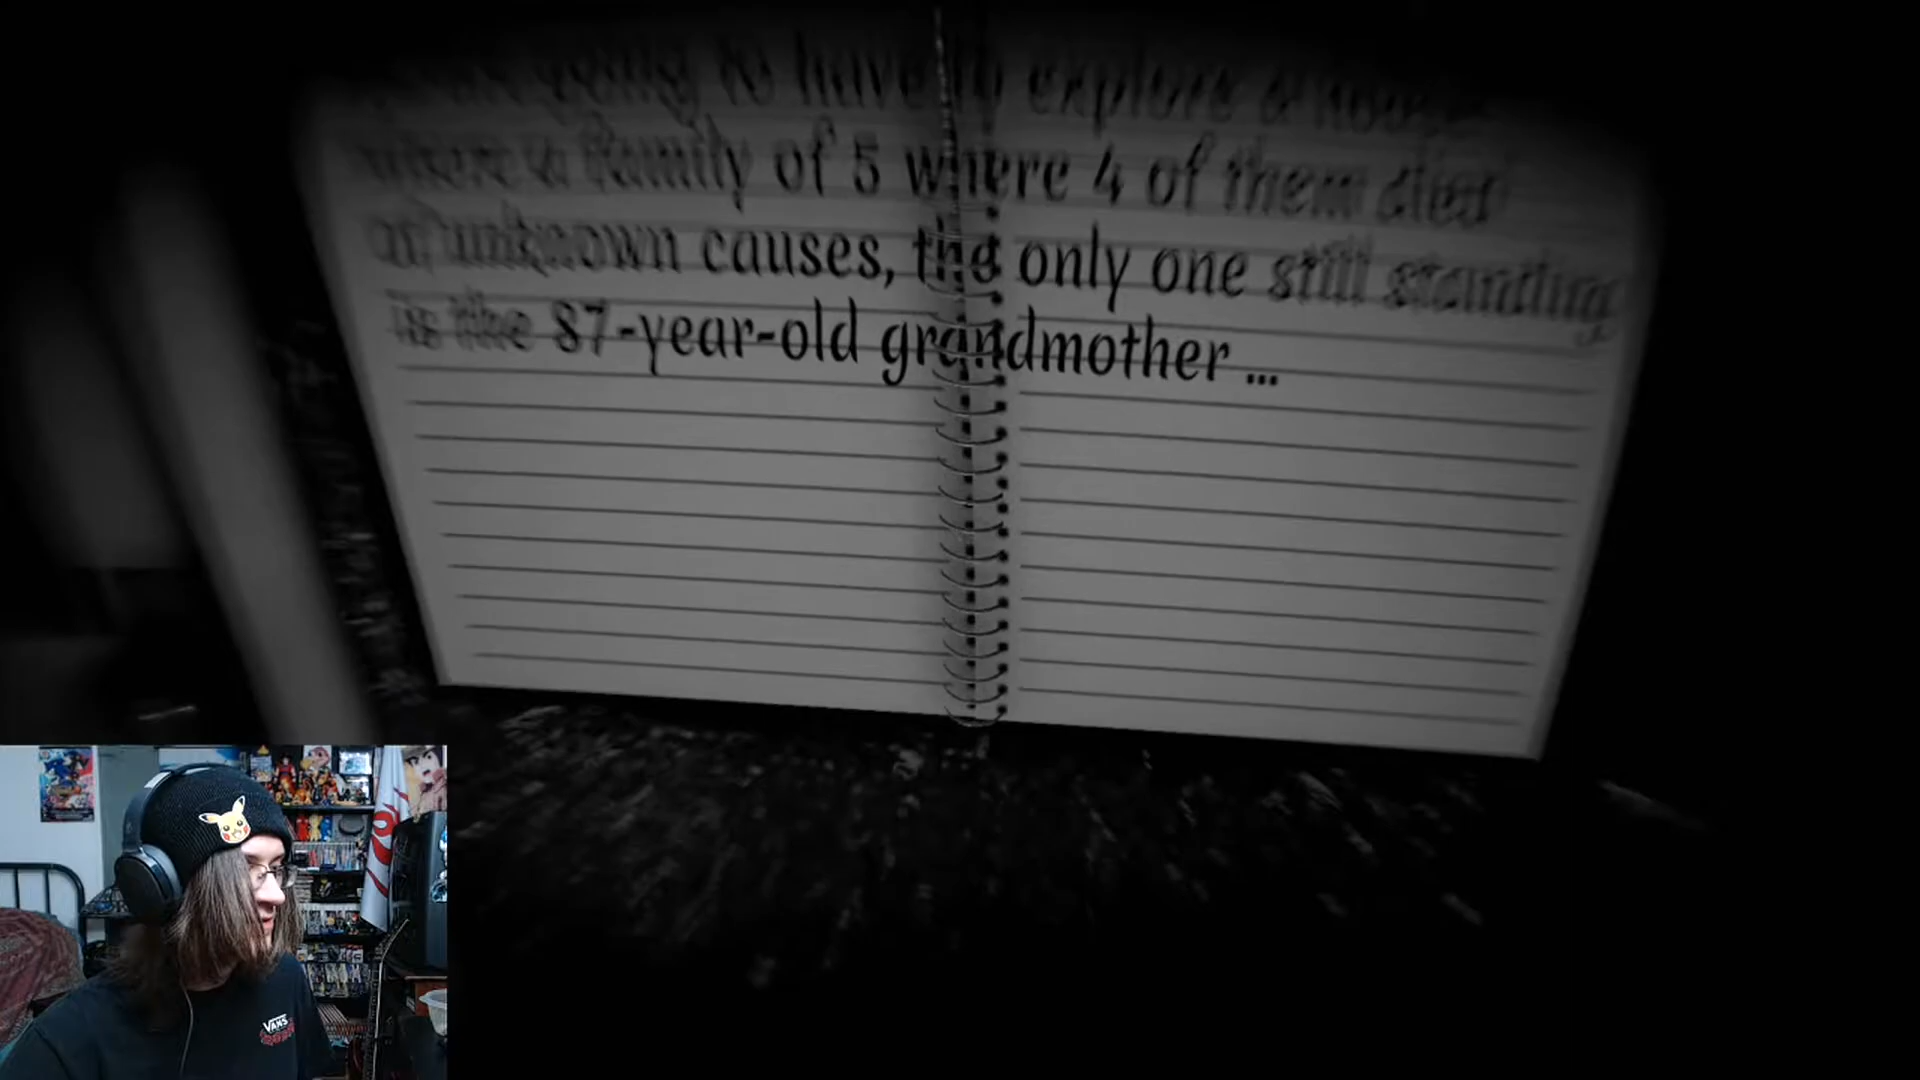 going to have to explore a house
where a family of 5 where 4 of them died
of unknown causes, the only one still standing
is the 87-year-old grandmother ...
VANS